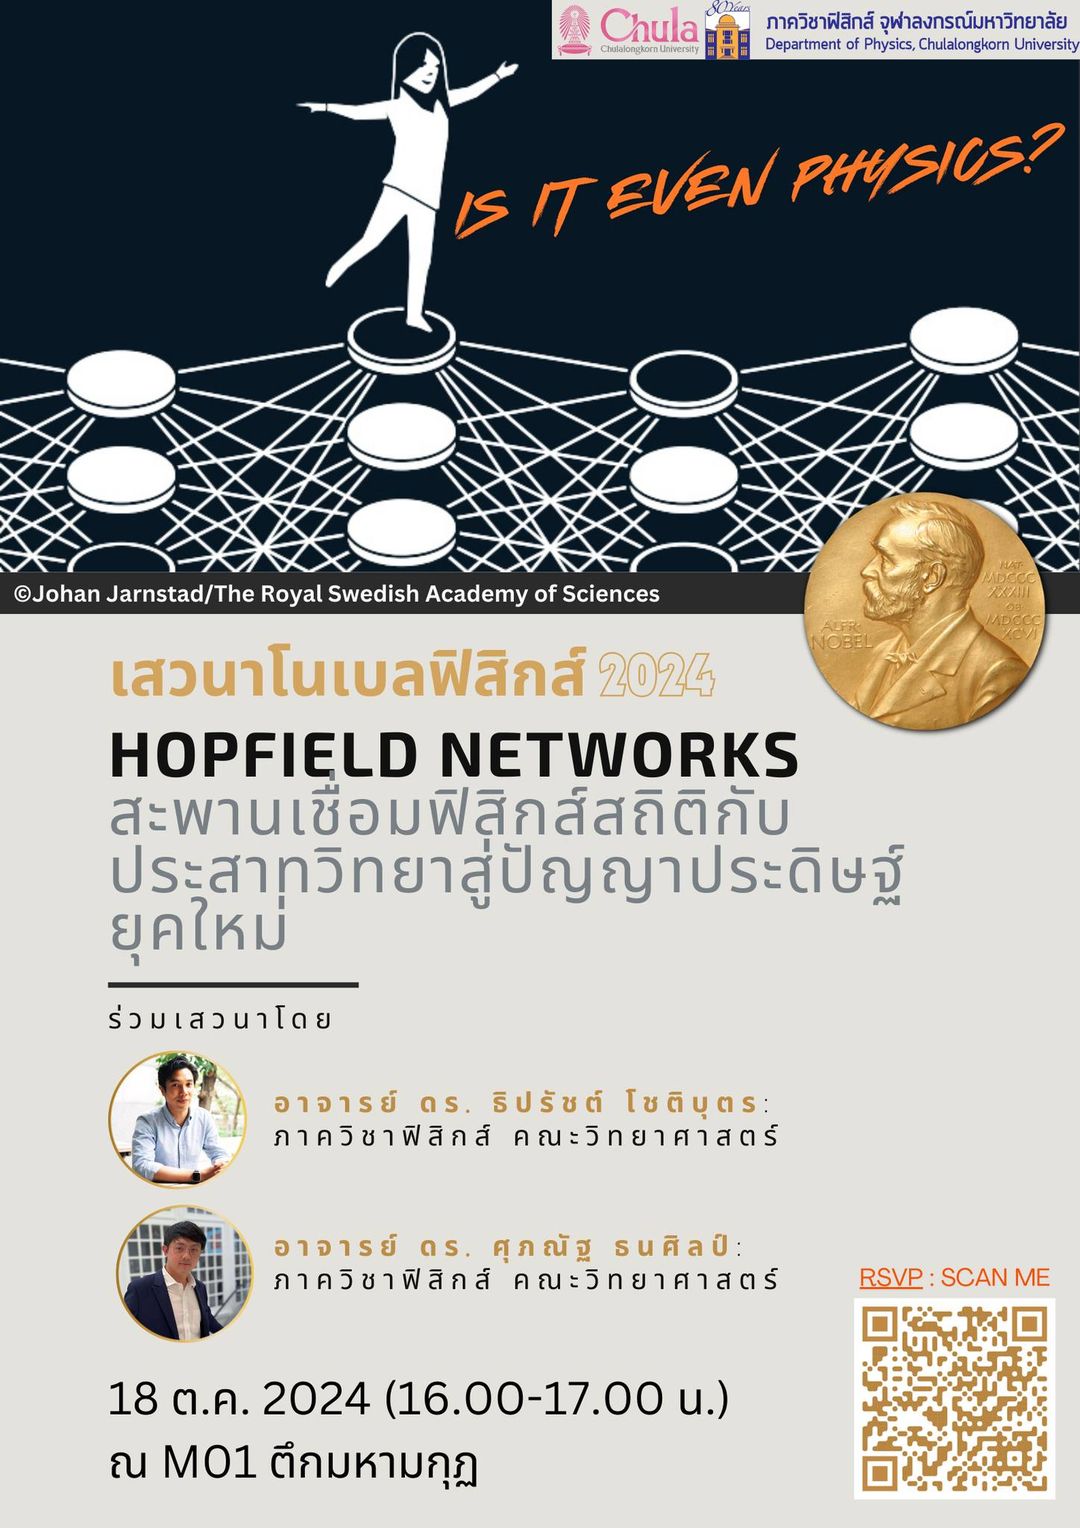 Chula
Chulalongkorn University
80 Years
ภาควิชาฟิสิกส์ จุฬาลงกรณ์มหาวิทยาลัย
Department of Physics, Chulalongkorn University
IS IT EVEN PHYSICS?
©Johan Jarnstad/The Royal Swedish Academy of Sciences
ALFR.
NOBEL
NAT.
MDCCC
XXXIII
OB
MDCCC
XCVI
เสวนาโนเบลฟิสิกส์ 2024
HOPFIELD NETWORKS
สะพานเชื่อมฟิสิกส์สถิติกับ
ประสาทวิทยาสู่ปัญญาประดิษฐ์
ยุคใหม่
ร่วมเสวนาโดย
อาจารย์ ดร. ธิปรัชต์ โชติบุตร:
ภาควิชาฟิสิกส์ คณะวิทยาศาสตร์
อาจารย์ ดร. ศุภณัฐ ธนศิลป์:
ภาควิชาฟิสิกส์ คณะวิทยาศาสตร์
RSVP : SCAN ME
18 ต.ค. 2024 (16.00-17.00 น.)
ณ M01 ตึกมหามกุฏ